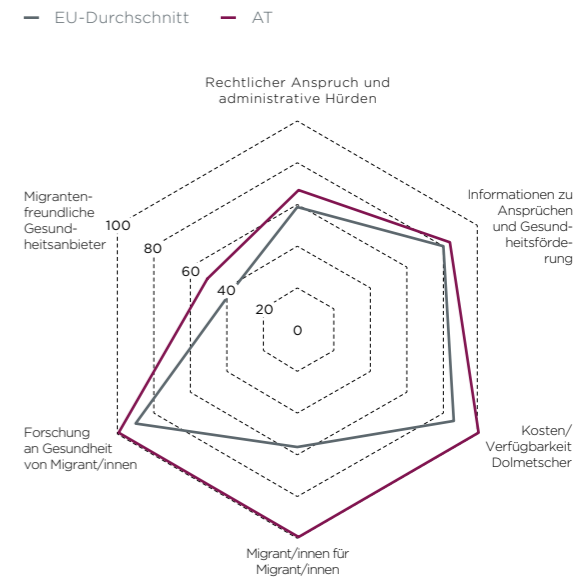 EU-Durchschnitt AT
Rechtlicher Anspruch und
administrative Hürden
Migranten-
freundliche
Gesund-
heitsanbieter
Informationen zu
Ansprüchen
und Gesund-
heitsförde-
rung
100
80
60
40
20
0
Forschung
an Gesundheit
von Migrant/innen
Kosten/
Verfügbarkeit
Dolmetscher
Migrant/innen für
Migrant/innen